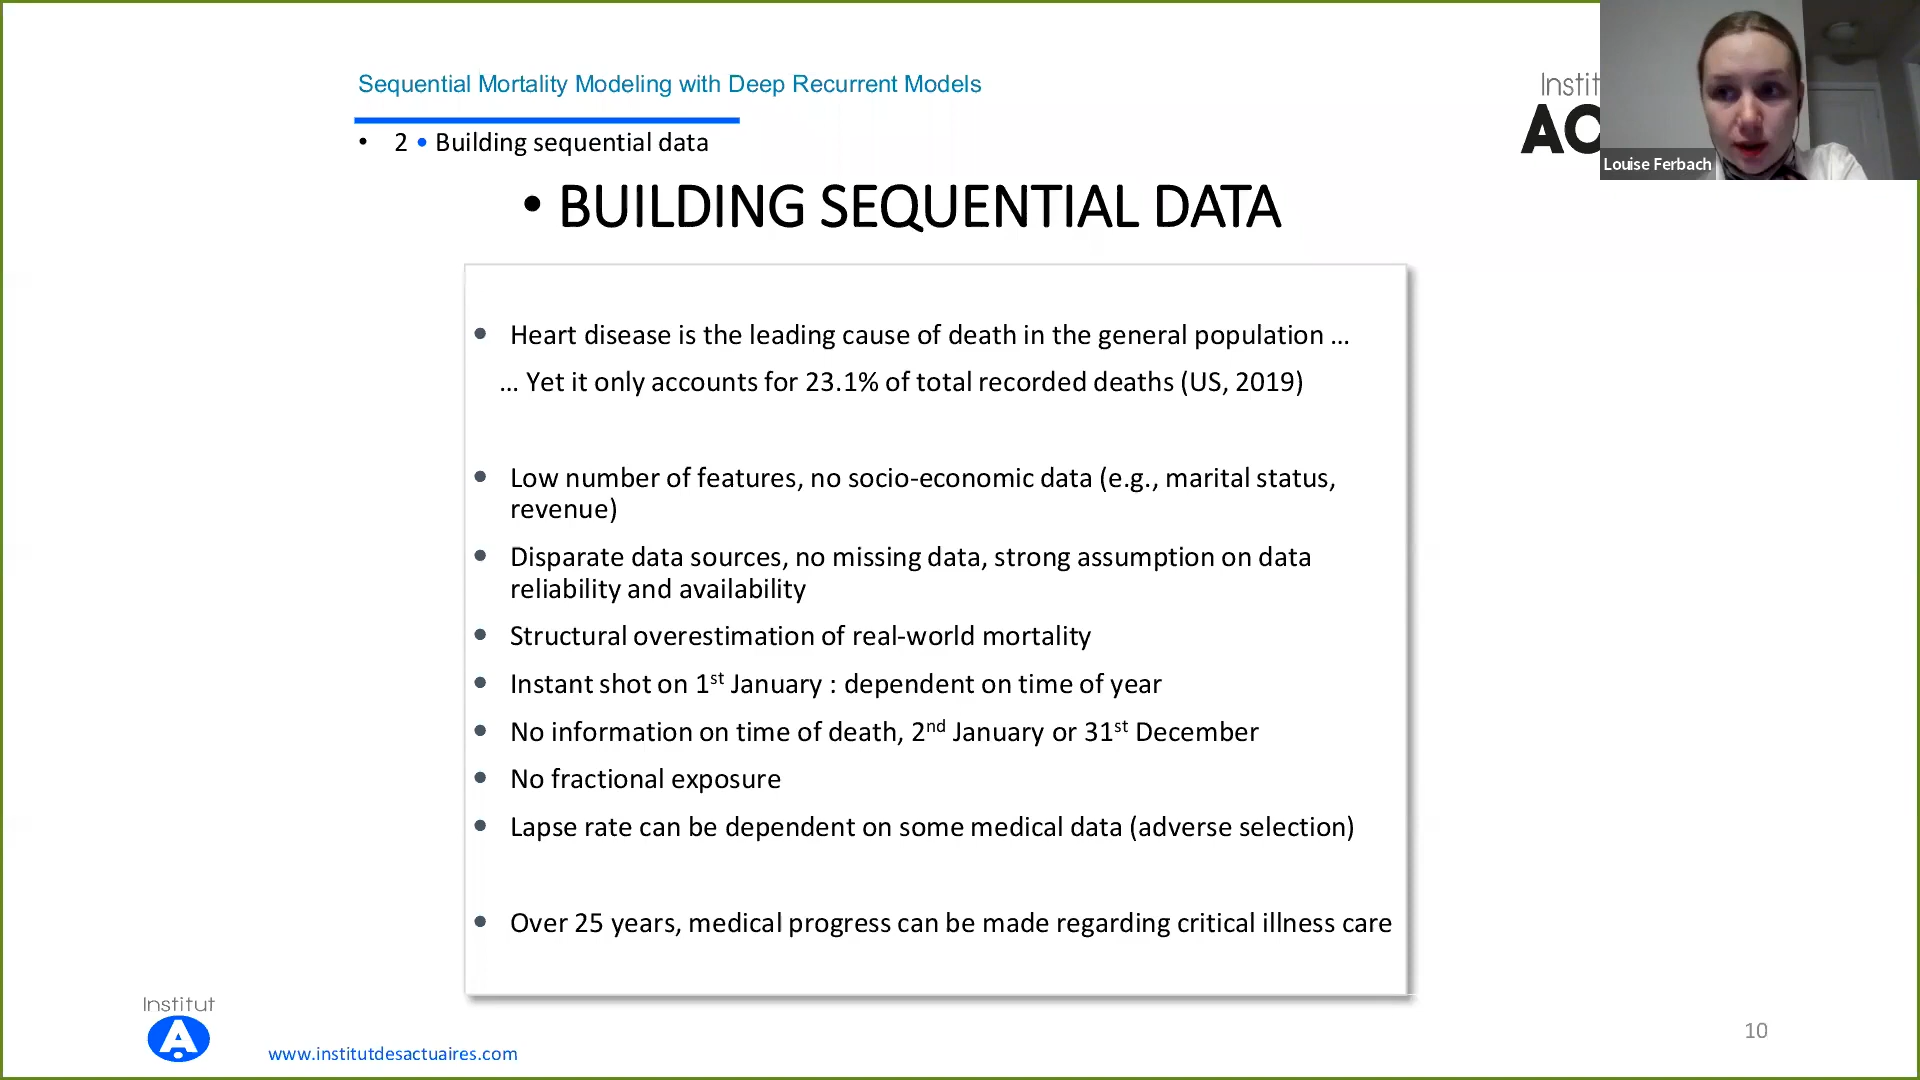 Sequential Mortality Modeling with Deep Recurrent Models
Instit
AC
Louise Ferbach
• 2 • Building sequential data
• BUILDING SEQUENTIAL DATA
• Heart disease is the leading cause of death in the general population ...
... Yet it only accounts for 23.1% of total recorded deaths (US, 2019)
• Low number of features, no socio-economic data (e.g., marital status,
revenue)
• Disparate data sources, no missing data, strong assumption on data
reliability and availability
• Structural overestimation of real-world mortality
• Instant shot on 1st January : dependent on time of year
• No information on time of death, 2nd January or 31st December
• No fractional exposure
• Lapse rate can be dependent on some medical data (adverse selection)
• Over 25 years, medical progress can be made regarding critical illness care
Institut
A
www.institutdesactuaires.com
10